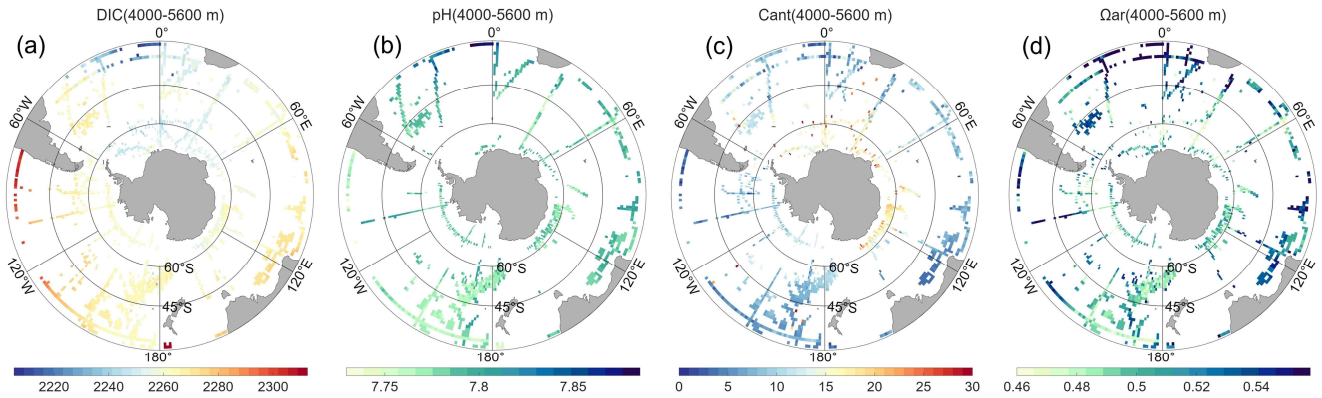 DIC(4000-5600 m)
(a)
0°
60°W
60°E
120°W
120°E
60°S
45°S
180°
2220 2240 2260 2280 2300
pH(4000-5600 m)
(b)
0°
60°W
60°E
120°W
120°E
60°S
45°S
180°
7.75 7.8 7.85
Cant(4000-5600 m)
(c)
0°
60°W
60°E
120°W
120°E
60°S
45°S
180°
0 5 10 15 20 25 30
Ωar(4000-5600 m)
(d)
0°
60°W
60°E
120°W
120°E
60°S
45°S
180°
0.46 0.48 0.5 0.52 0.54